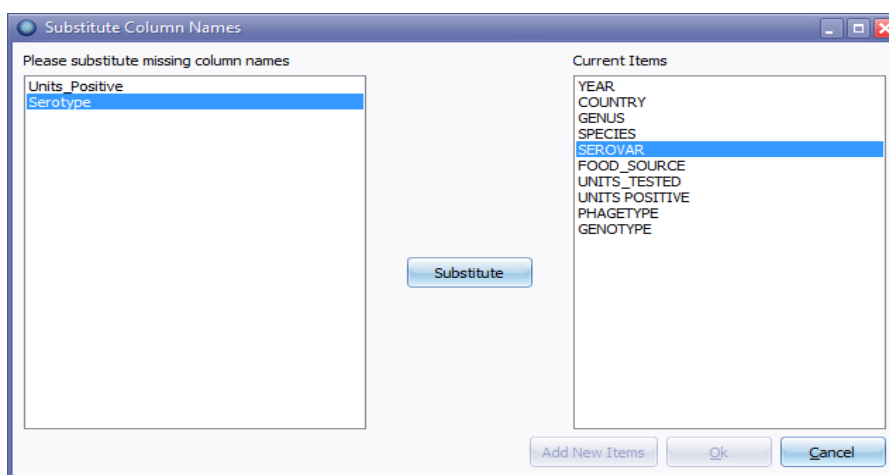 Substitute Column Names
Please substitute missing column names
Units_Positive
Serotype
Current Items
YEAR
COUNTRY
GENUS
SPECIES
SEROVAR
FOOD_SOURCE
UNITS_TESTED
UNITS POSITIVE
PHAGETYPE
GENOTYPE
Substitute
Add New Items
Ok
Cancel